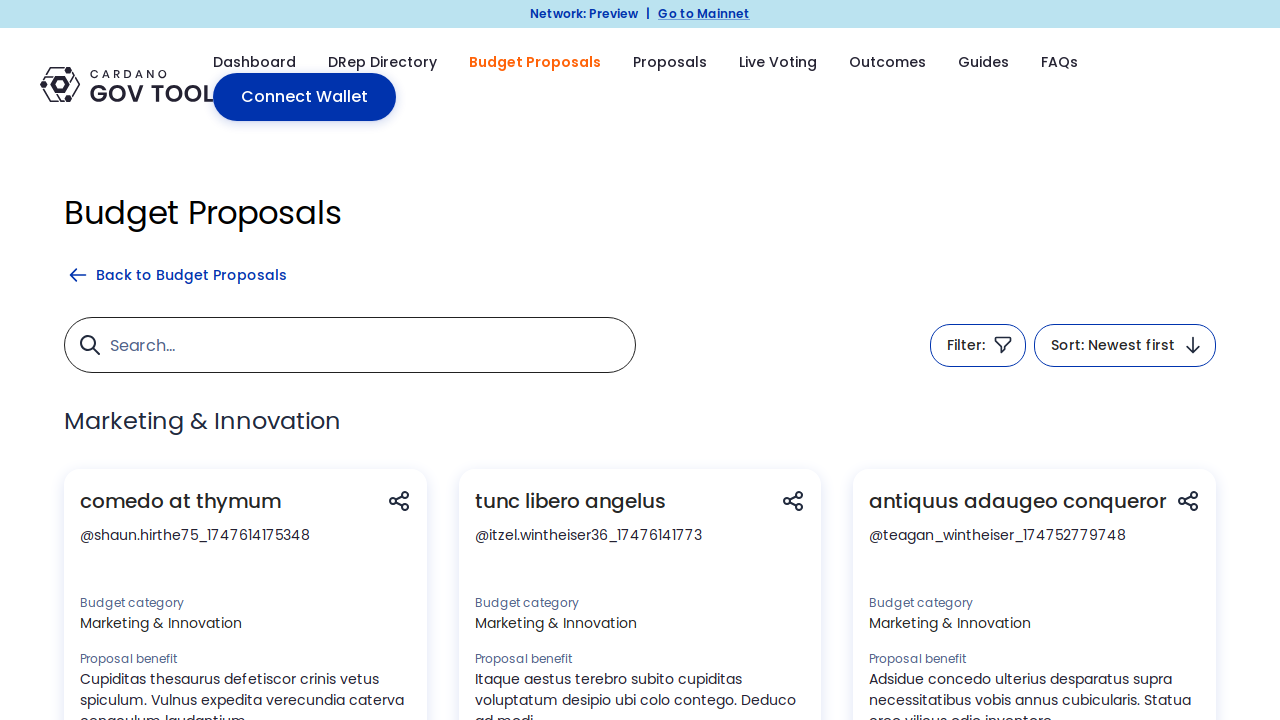 Network: Preview | Go to Mainnet
CARDANO
GOV TOOL
Dashboard DRep Directory Budget Proposals Proposals Live Voting Outcomes Guides FAQs
Connect Wallet
Budget Proposals
Back to Budget Proposals
Search...
Filter:
Sort: Newest first
Marketing & Innovation
comedo at thymum
@shaun.hirthe75_1747614175348
Budget category
Marketing & Innovation
Proposal benefit
Cupiditas thesaurus defetiscor crinis vetus
spiculum. Vulnus expedita verecundia caterva
tunc libero angelus
@itzel.wintheiser36_17476141773
Budget category
Marketing & Innovation
Proposal benefit
Itaque aestus terebro subito cupiditas
voluptatum desipio ubi colo contego. Deduco
antiquus adaugeo conqueror
@teagan_wintheiser_174752779748
Budget category
Marketing & Innovation
Proposal benefit
Adsidue concedo ulterius desparatus supra
necessitatibus vobis annus cubicularis. Statua